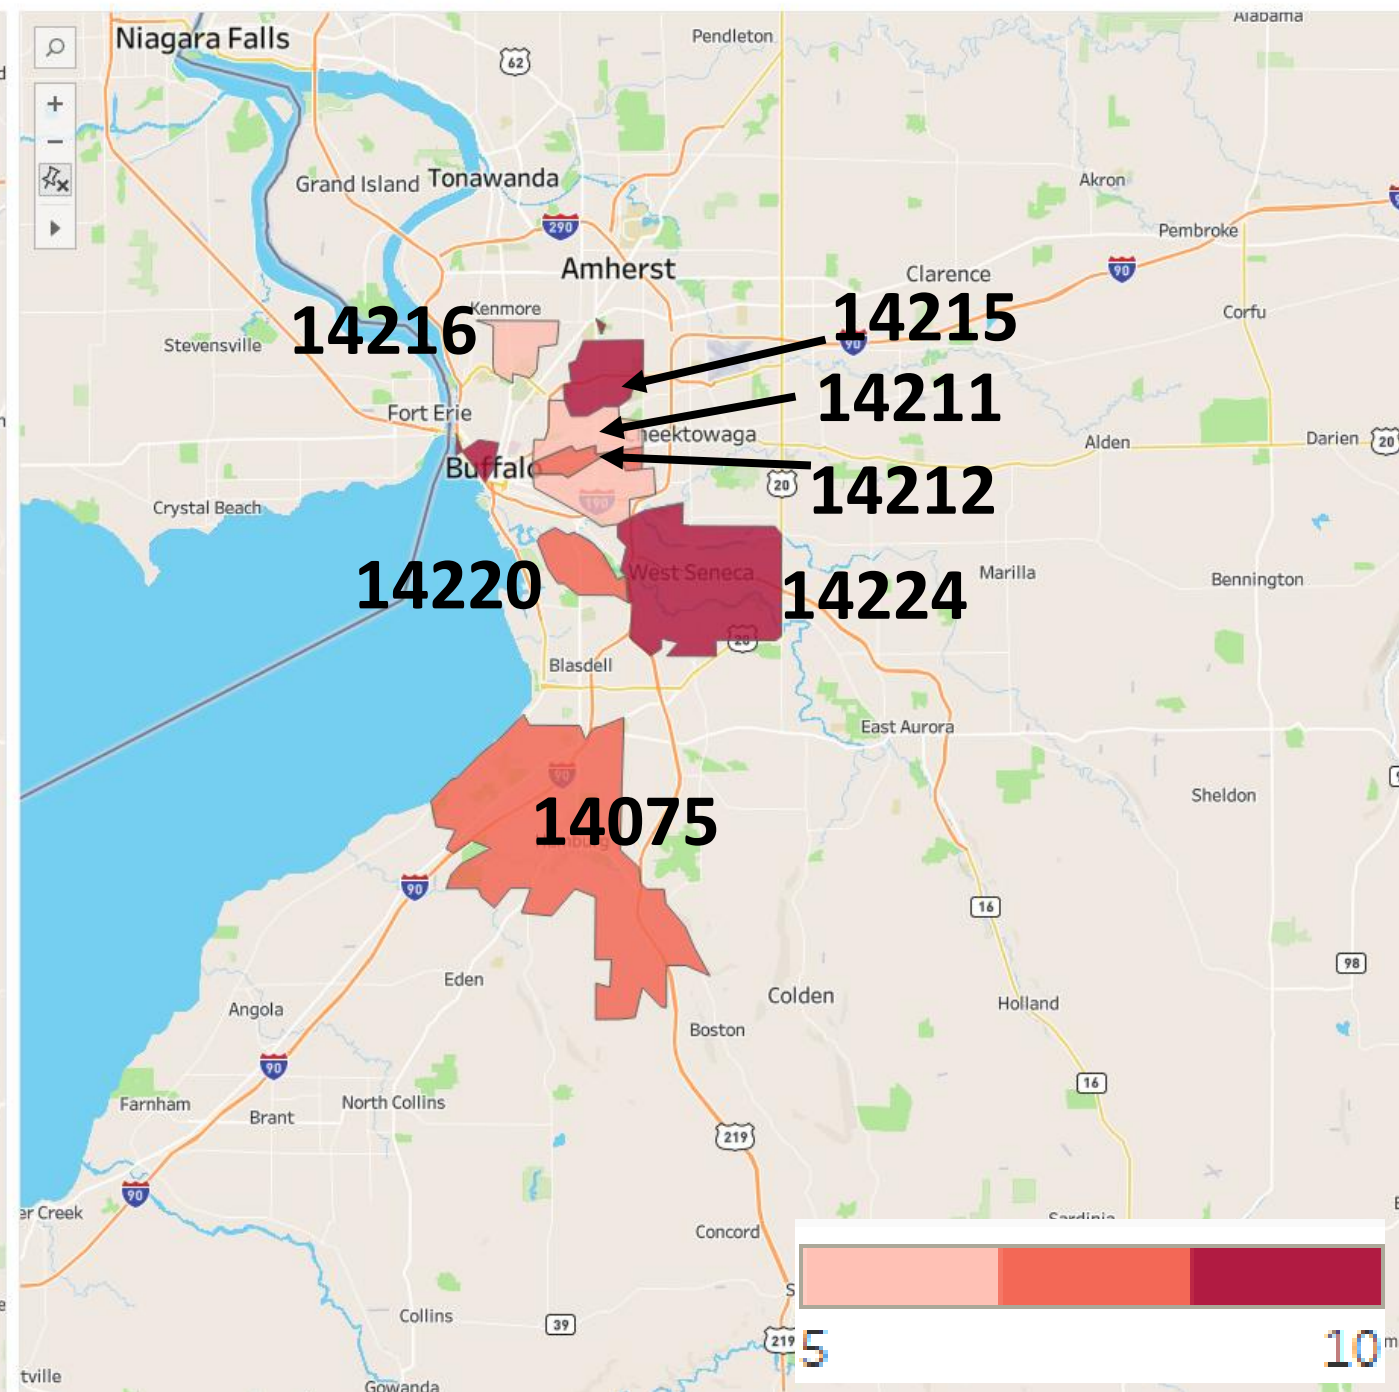 Alabama
Niagara Falls
Pendleton
62
Akron
Grand Island
Tonawanda
290
Pembroke
Amherst
Clarence
90
Kenmore
Corfu
14216
14215
90
Stevensville
14211
Fort Erie
heektowaga
Alden
Darien
20
Buffalo
20
14212
190
Crystal Beach
14220
West Seneca
14224
Marilla
Bennington
20
Blasdell
East Aurora
90
Sheldon
14075
90
16
98
Eden
Colden
Holland
Angola
Boston
90
16
Farnham
Brant
North Collins
219
90
er Creek
Concord
Sardinia
Collins
39
219
5
10
tville
Gowanda